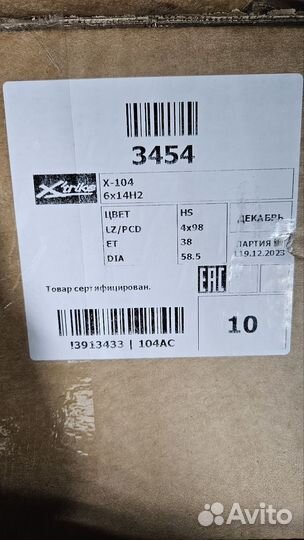 3454
X'trike
X-104
6x14H2
ЦВЕТ HS
LZ/PCD 4x98
ET 38
DIA 58.5
ДЕКАБРЬ
ПАРТИЯ
19.12.2023
Товар сертифицирован.
EAC
10
!3913433 | 104AC
Avito